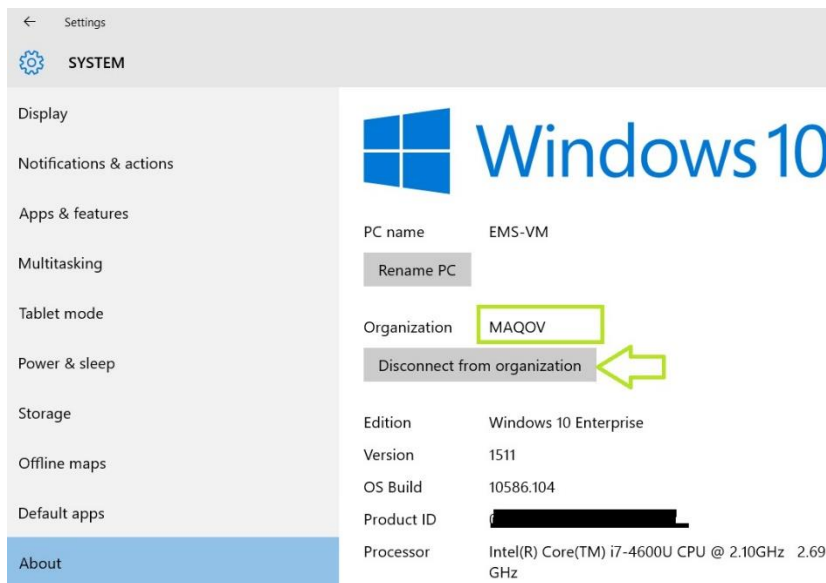 Settings
SYSTEM
Display
Notifications & actions
Apps & features
Multitasking
Tablet mode
Power & sleep
Storage
Offline maps
Default apps
About
Windows 10
PC name EMS-VM
Rename PC
Organization MAQOV
Disconnect from organization
Edition Windows 10 Enterprise
Version 1511
OS Build 10586.104
Product ID
Processor Intel(R) Core(TM) i7-4600U CPU @ 2.10GHz 2.69
GHz